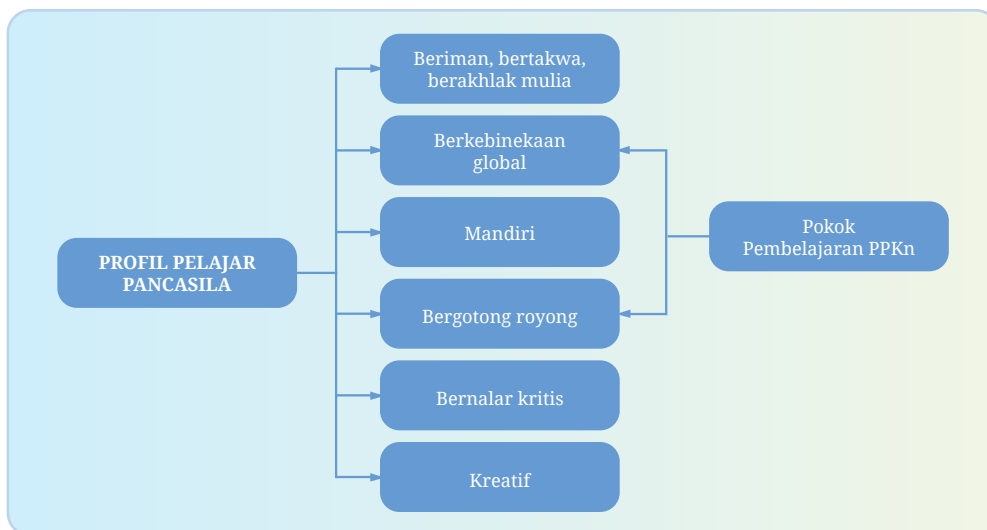 PROFIL PELAJAR
PANCASILA
Beriman, bertakwa,
berakhlak mulia
Berkebinekaan
global
Mandiri
Bergotong royong
Bernalar kritis
Kreatif
Pokok
Pembelajaran PPKn